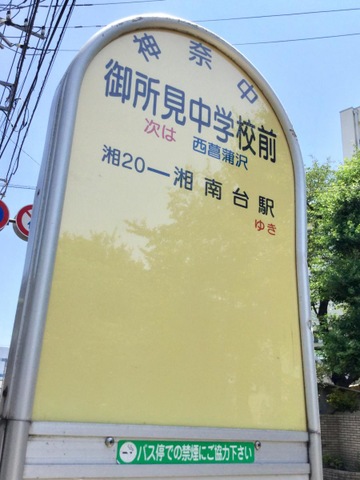 神奈中
御所見中学校前
次は 西菖蒲沢
湘20ー湘南台駅
ゆき
バス停での禁煙にご協力下さい